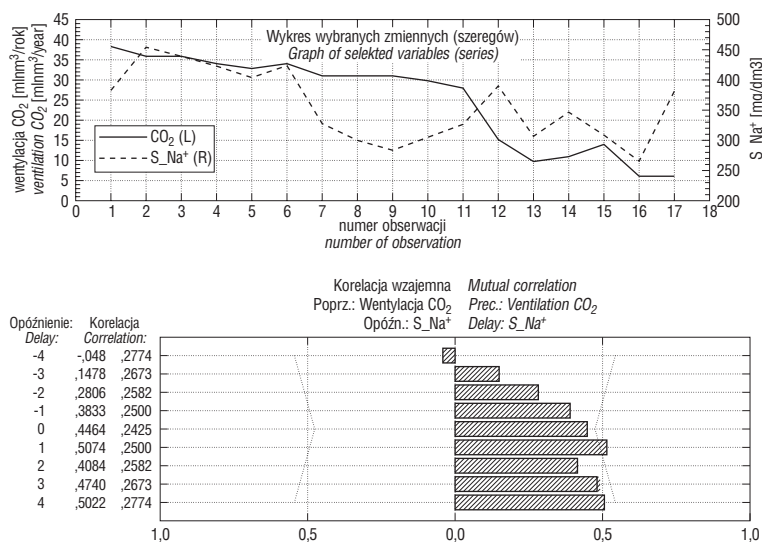 Wykres wybranych zmiennych (szeregów)
Graph of selekted variables (series)
wentylacja CO2 [mlnm³/rok]
ventilation CO2 [mlnm³/year]
45
40
35
30
25
20
15
10
5
0
CO2 (L)
S_Na+ (R)
500
450
400
350
300
250
200
S_Na+ [mg/dm3]
0 1 2 3 4 5 6 7 8 9 10 11 12 13 14 15 16 17 18
numer obserwacji
number of observation
Korelacja wzajemna Mutual correlation
Poprz.: Wentylacja CO2 Prec.: Ventilation CO2
Opóźn.: S_Na+ Delay: S_Na+
Opóźnienie: Korelacja
Delay: Correlation:
-4 -,048 ,2774
-3 ,1478 ,2673
-2 ,2806 ,2582
-1 ,3833 ,2500
0 ,4464 ,2425
1 ,5074 ,2500
2 ,4084 ,2582
3 ,4740 ,2673
4 ,5022 ,2774
1,0 0,5 0,0 0,5 1,0